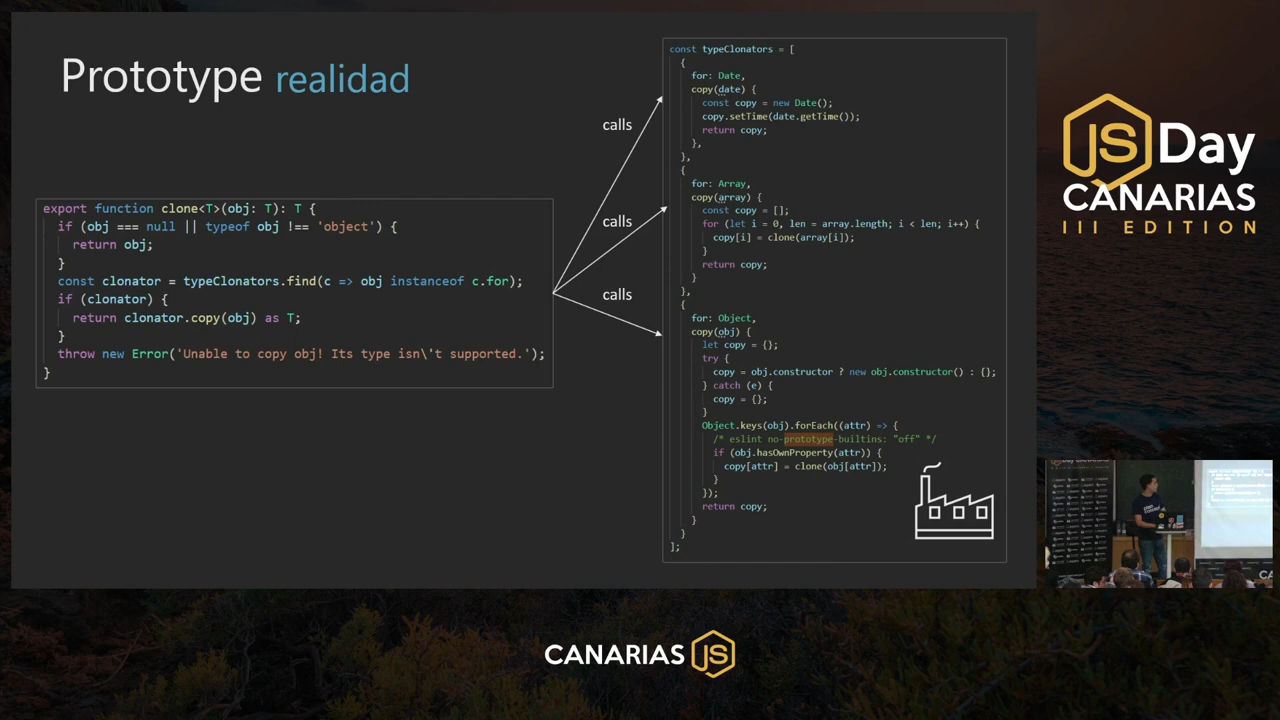 Prototype realidad
export function clone<T>(obj: T): T {
if (obj === null || typeof obj !== 'object') {
return obj;
}
const clonator = typeClonators.find(c => obj instanceof c.for);
if (clonator) {
return clonator.copy(obj) as T;
}
throw new Error('Unable to copy obj! Its type isn\'t supported.');
}
calls
calls
calls
const typeClonators = [
{
for: Date,
copy(date) {
const copy = new Date();
copy.setTime(date.getTime());
return copy;
},
},
{
for: Array,
copy(array) {
const copy = [];
for (let i = 0, len = array.length; i < len; i++) {
copy[i] = clone(array[i]);
}
return copy;
}
},
{
for: Object,
copy(obj) {
let copy = {};
try {
copy = obj.constructor ? new obj.constructor() : {};
} catch (e) {
copy = {};
}
Object.keys(obj).forEach((attr) => {
/* eslint no-prototype-builtins: "off" */
if (obj.hasOwnProperty(attr)) {
copy[attr] = clone(obj[attr]);
}
});
return copy;
}
}
];
JS Day
CANARIAS
III EDITION
CANARIAS JS